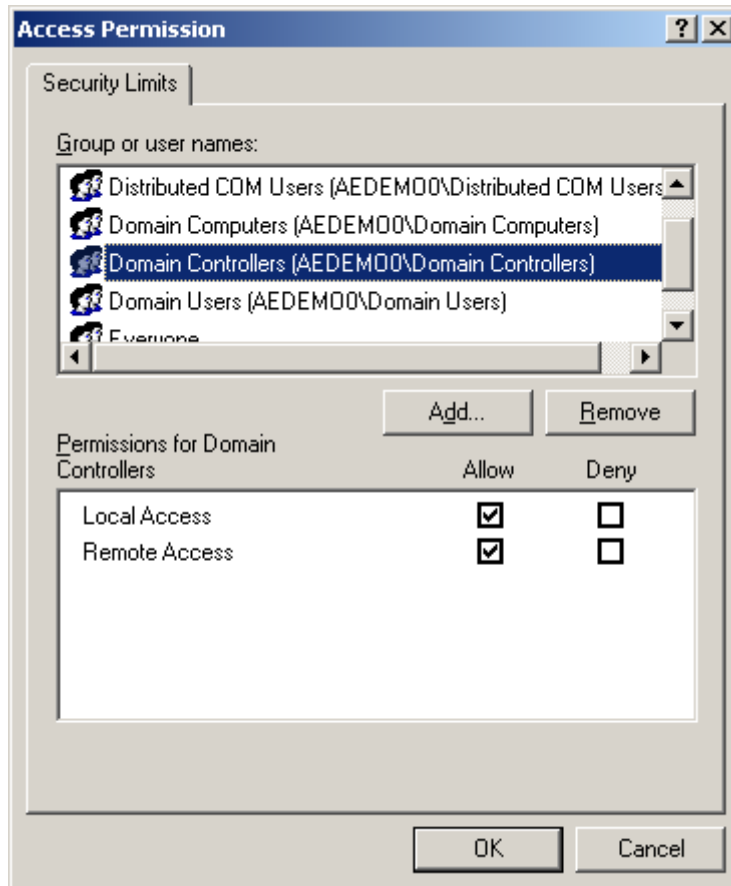 Access Permission
Security Limits
Group or user names:
Distributed COM Users (AEDEMO0\Distributed COM Users
Domain Computers (AEDEMO0\Domain Computers)
Domain Controllers (AEDEMO0\Domain Controllers)
Domain Users (AEDEMO0\Domain Users)
Everyone
Add... Remove
Permissions for Domain
Controllers Allow Deny
Local Access
Remote Access
OK Cancel